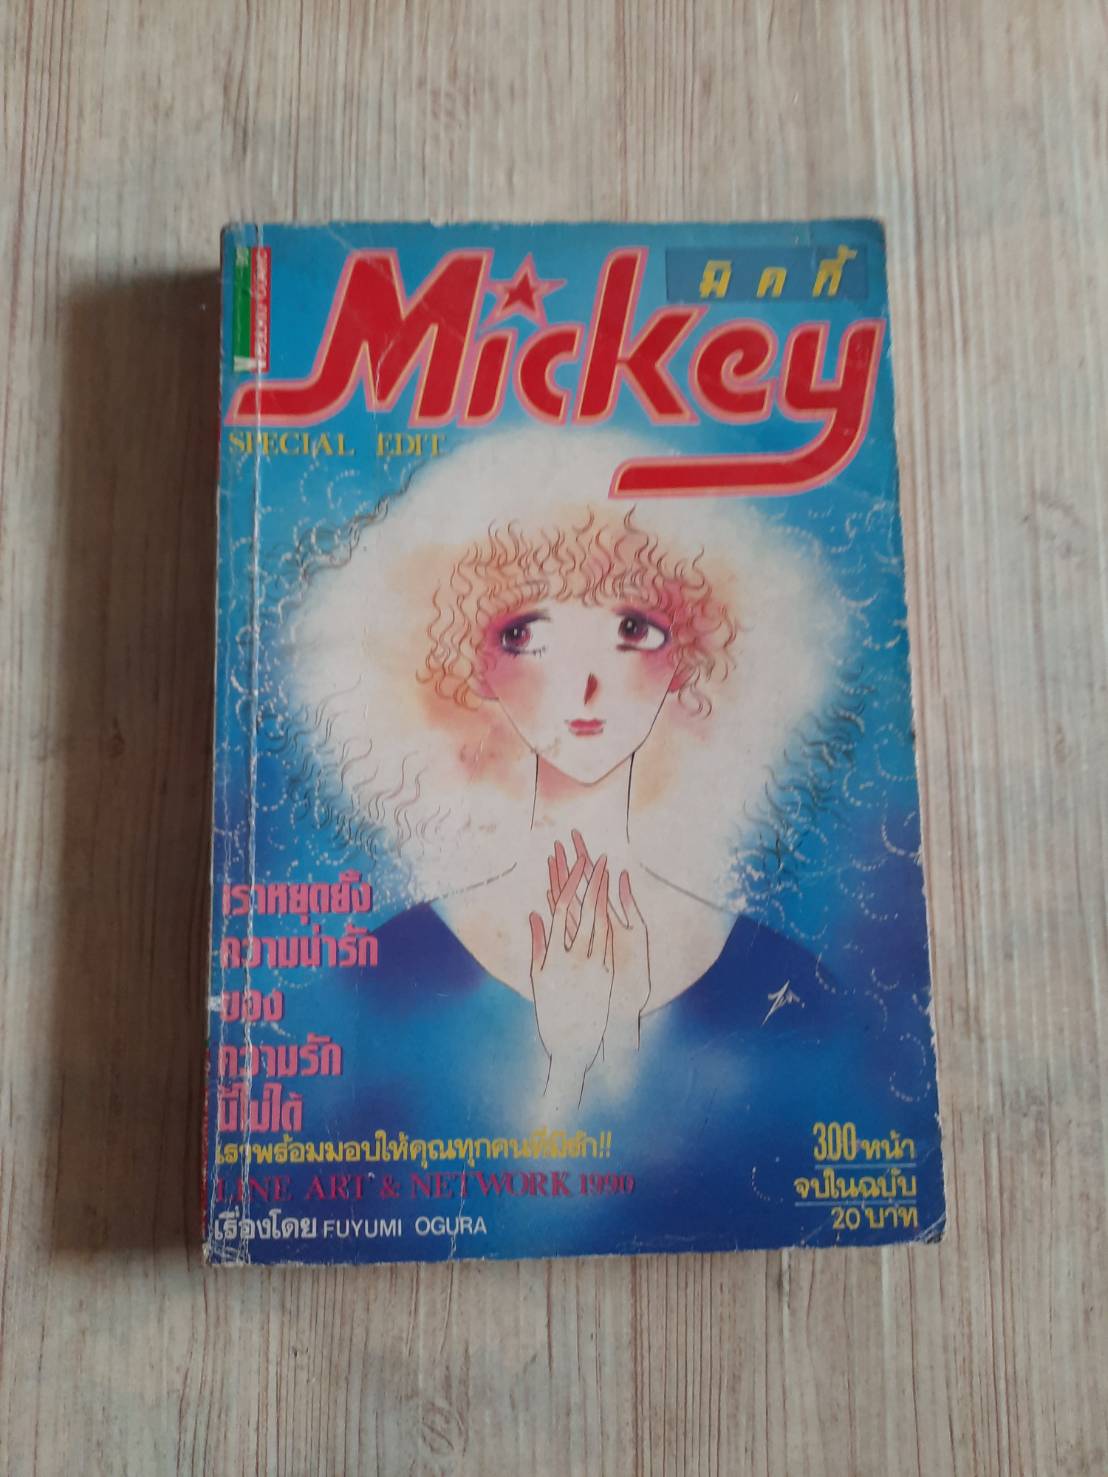 Mickey
มิคกี้
SPECIAL EDIT
เราหยุดยั้ง
ความน่ารัก
ของ
ความรัก
นี้ไม่ได้
เราพร้อมมอบให้คุณทุกคนที่มีรัก!!
LINE ART & NETWORK 1990
เรื่องโดย FUYUMI OGURA
300 หน้า
จบในฉบับ
20 บาท